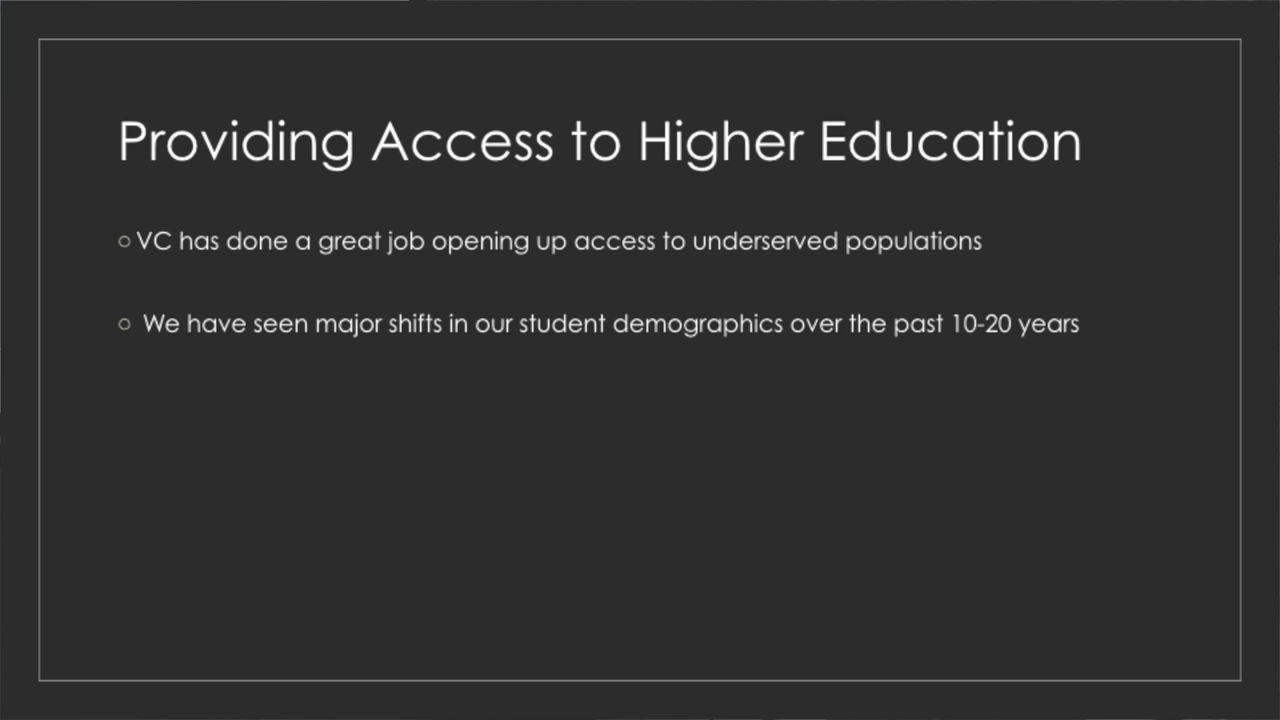 Providing Access to Higher Education
○ VC has done a great job opening up access to underserved populations
○ We have seen major shifts in our student demographics over the past 10-20 years